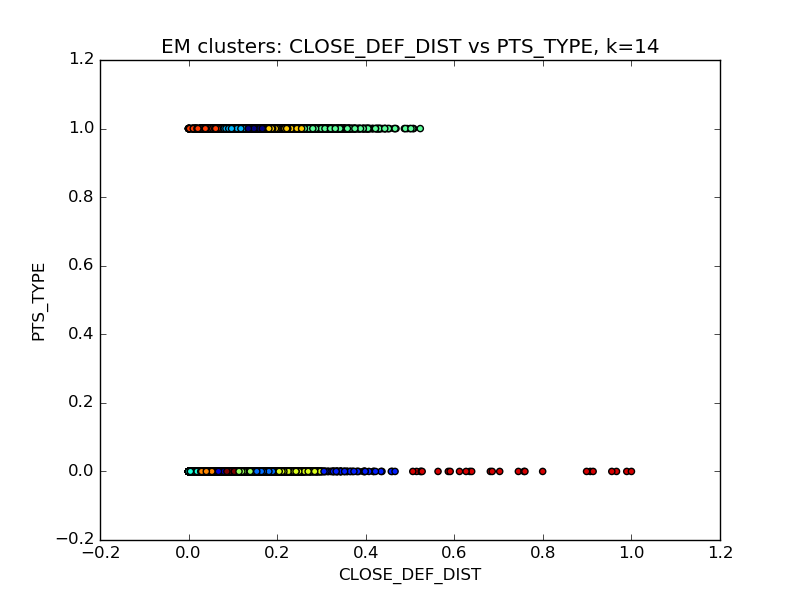 EM clusters: CLOSE_DEF_DIST vs PTS_TYPE, k=14
1.2
1.0
0.8
0.6
0.4
0.2
0.0
−0.2
PTS_TYPE
−0.2 0.0 0.2 0.4 0.6 0.8 1.0 1.2
CLOSE_DEF_DIST